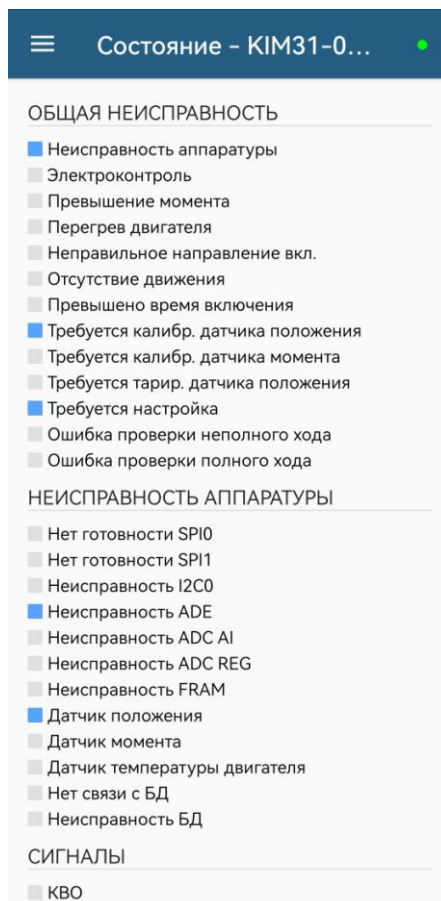 Состояние - KIM31-0...
ОБЩАЯ НЕИСПРАВНОСТЬ
Неисправность аппаратуры
Электроконтроль
Превышение момента
Перегрев двигателя
Неправильное направление вкл.
Отсутствие движения
Превышено время включения
Требуется калибр. датчика положения
Требуется калибр. датчика момента
Требуется тарир. датчика положения
Требуется настройка
Ошибка проверки неполного хода
Ошибка проверки полного хода
НЕИСПРАВНОСТЬ АППАРАТУРЫ
Нет готовности SPI0
Нет готовности SPI1
Неисправность I2C0
Неисправность ADE
Неисправность ADC AI
Неисправность ADC REG
Неисправность FRAM
Датчик положения
Датчик момента
Датчик температуры двигателя
Нет связи с БД
Неисправность БД
СИГНАЛЫ
КВО